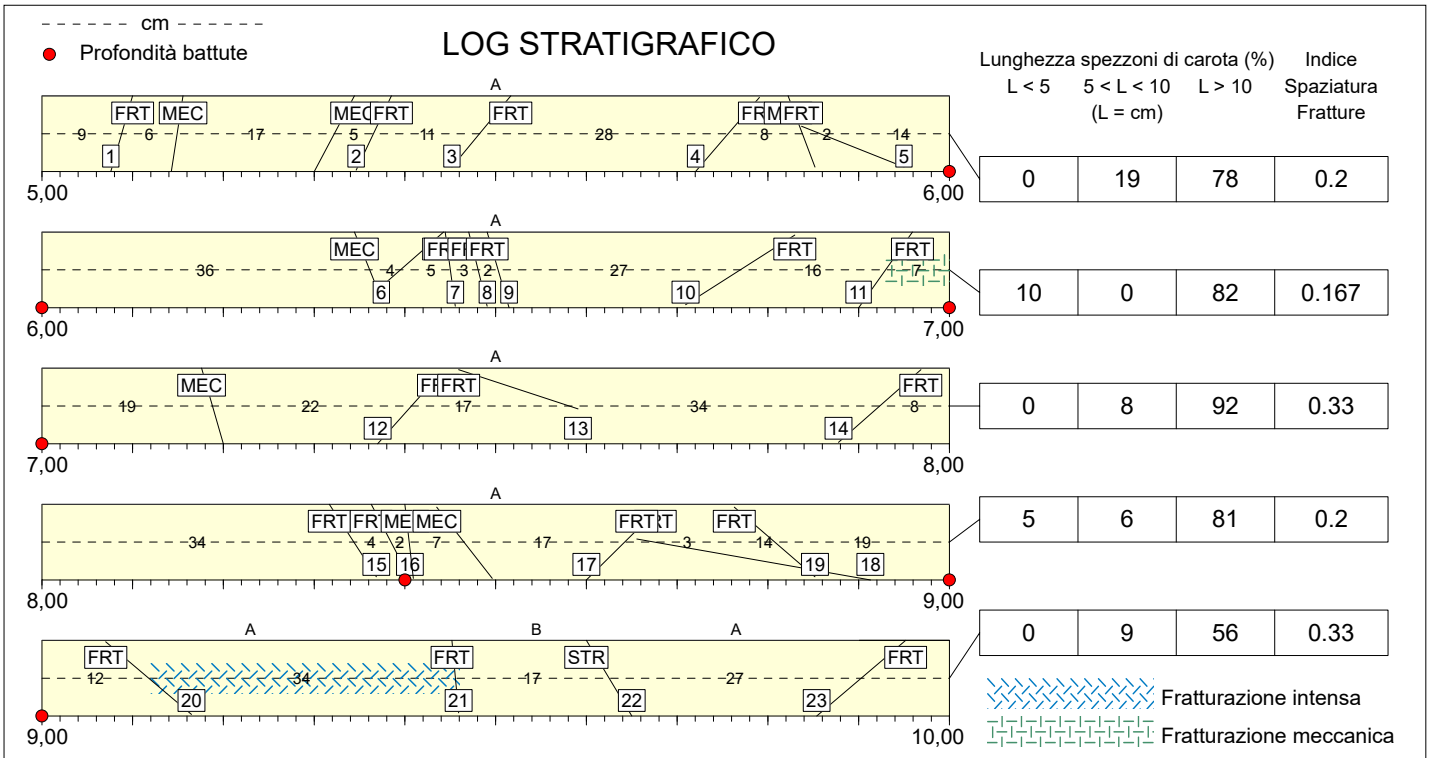 cm
Profondità battute
LOG STRATIGRAFICO
Lunghezza spezzoni di carota (%)
Indice Spaziatura Fratture
L < 5
5 < L < 10
L > 10
(L = cm)
A
FRT MEC MEC FRT FRT FRT FRT
9 6 17 5 11 28 8 2 14
1 2 3 4 5
5,00 6,00
0 19 78 0.2
A
MEC FRT FRT FRT FRT
36 4 5 3 2 27 16 7
6 7 8 9 10 11
6,00 7,00
10 0 82 0.167
A
MEC FRT FRT FRT
19 22 17 34 8
12 13 14
7,00 8,00
0 8 92 0.33
A
FRT FRT MEC MEC FRT FRT FRT
34 4 2 7 17 3 14 19
15 16 17 19 18
8,00 9,00
5 6 81 0.2
A B A
FRT FRT STR FRT
12 34 17 27
20 21 22 23
9,00 10,00
0 9 56 0.33
Fratturazione intensa
Fratturazione meccanica